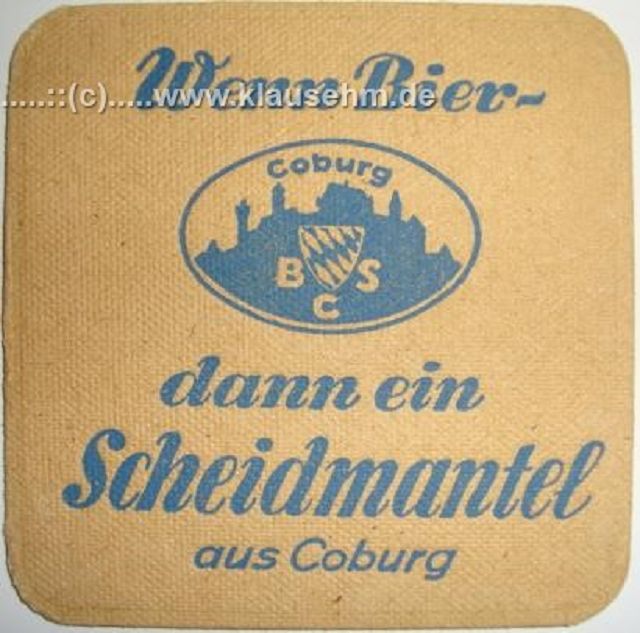 Wenn Bier-
.....::(c).....www.klausehm.de
Coburg
B S
C
dann ein
Scheidmantel
aus Coburg